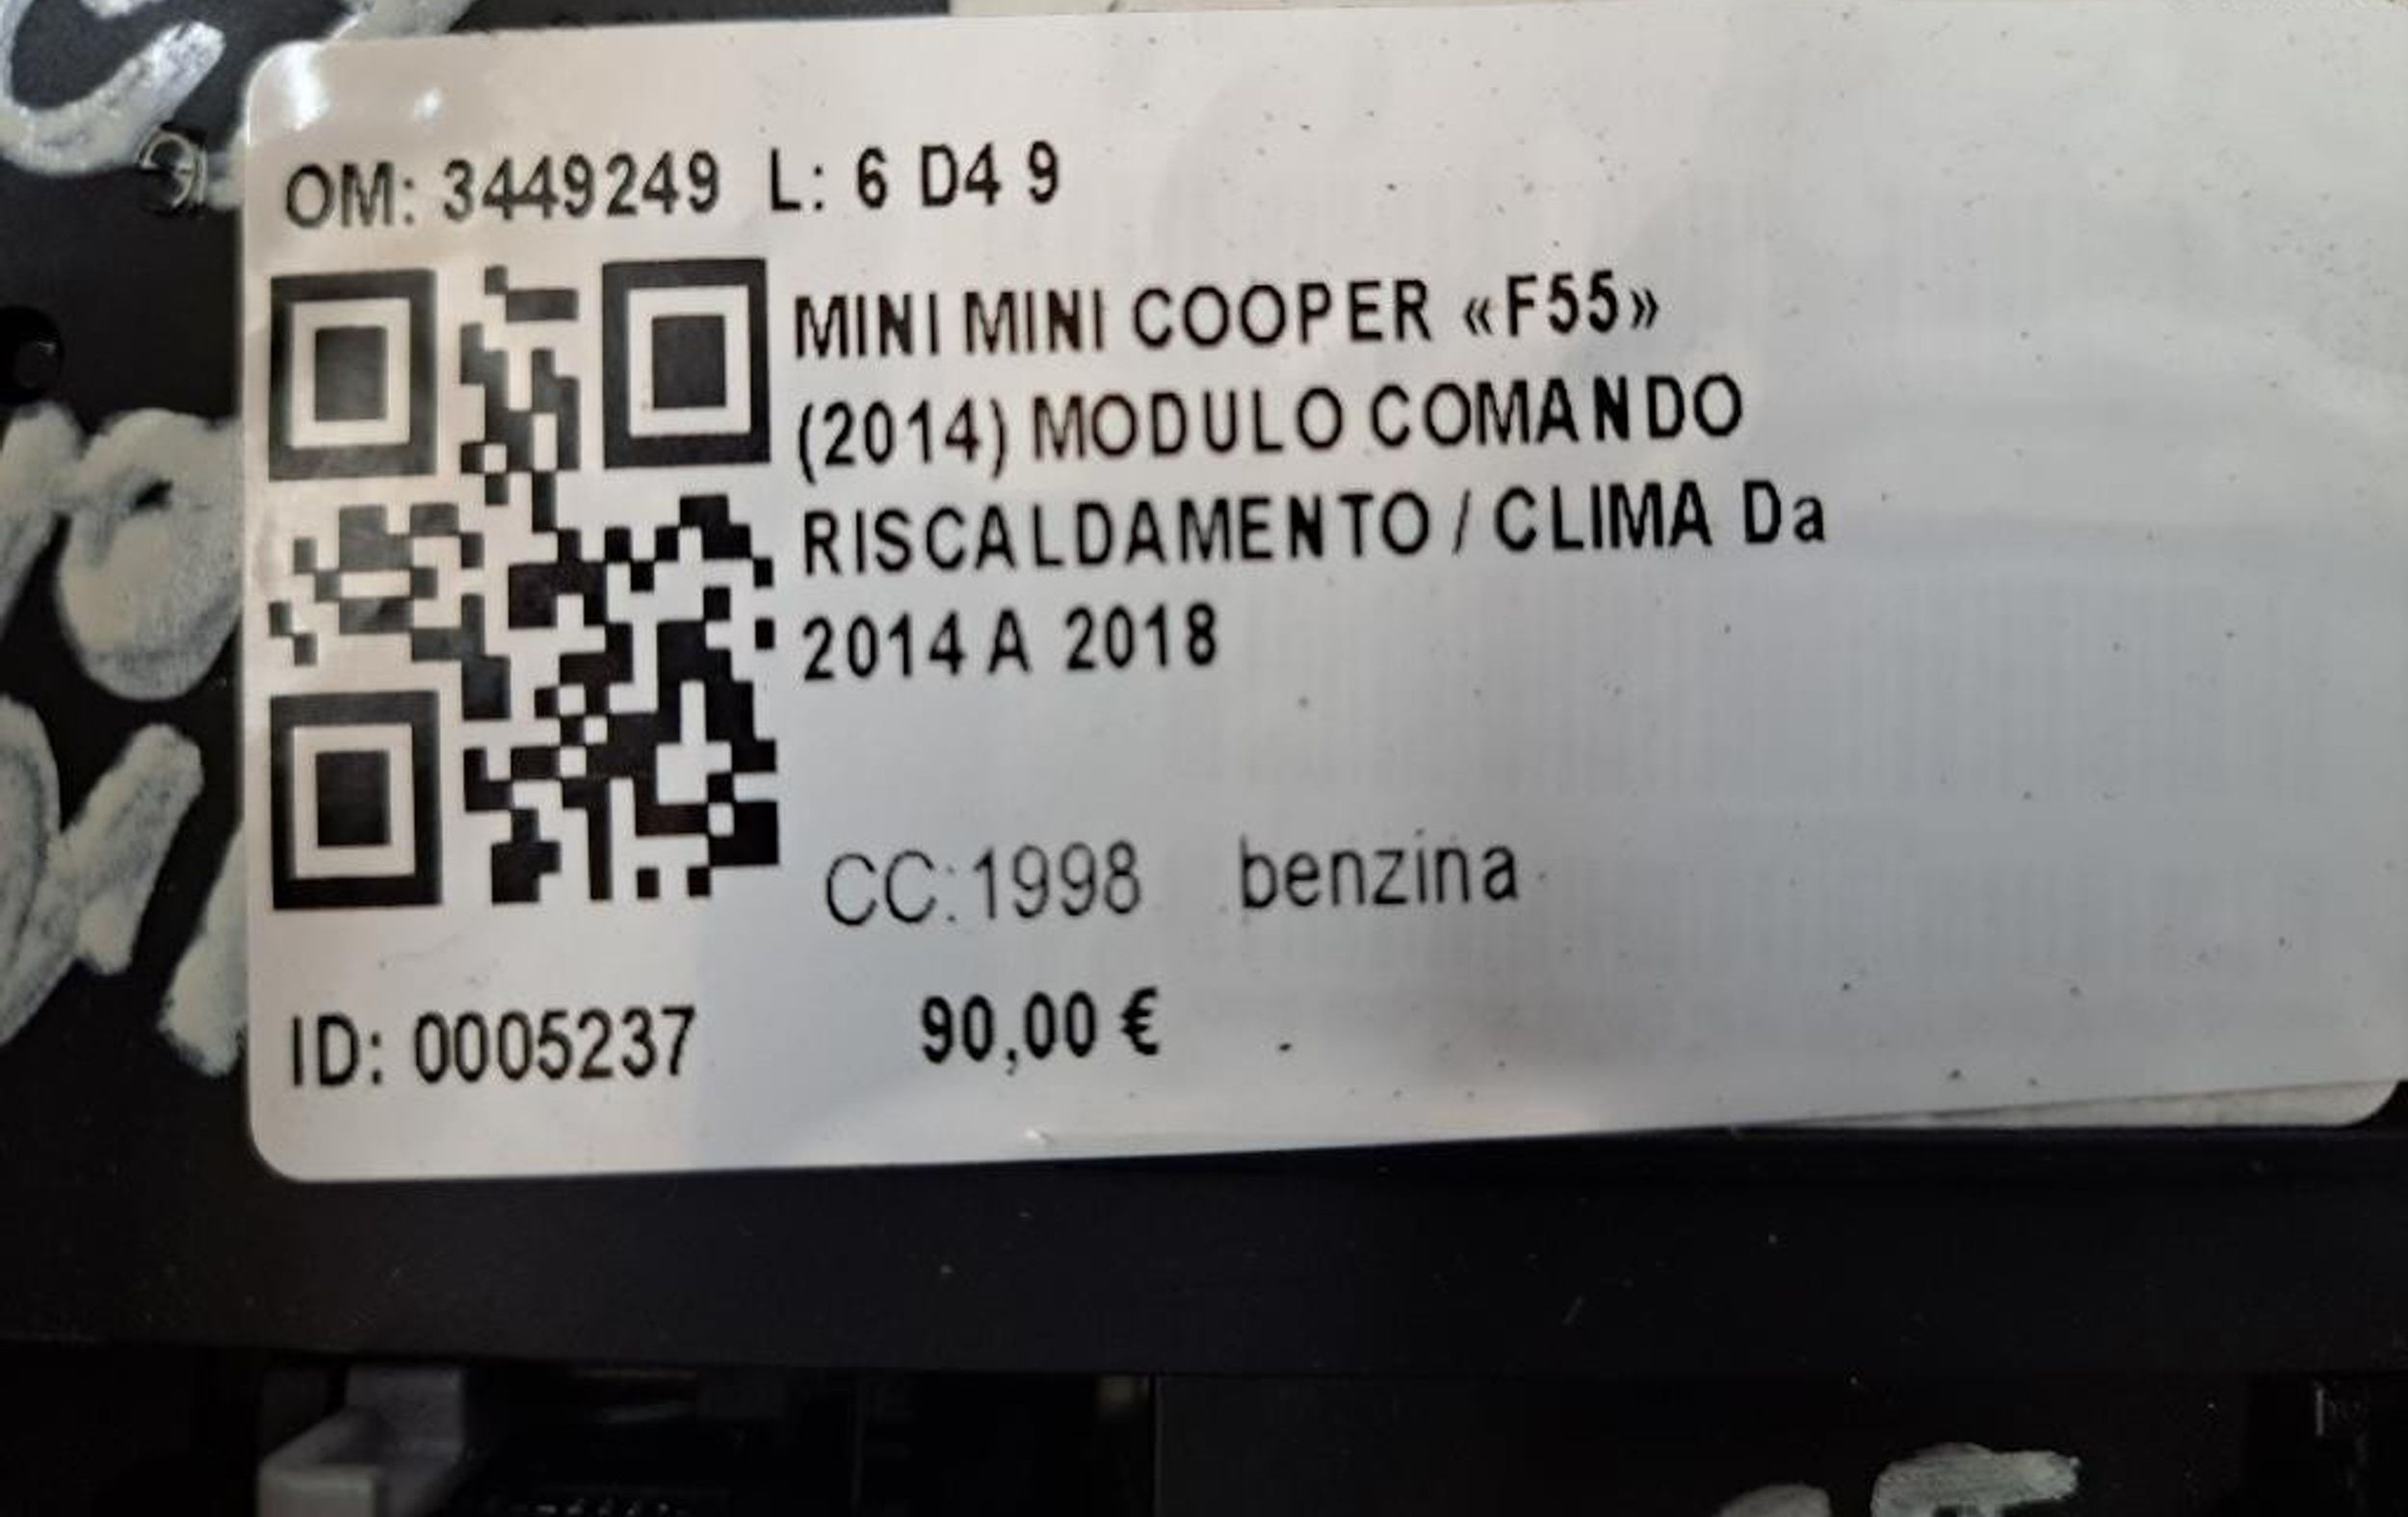 OM: 3449249 L: 6 D4 9
MINI MINI COOPER «F55»
(2014) MODULO COMANDO
RISCALDAMENTO / CLIMA Da
2014 A 2018
CC:1998 benzina
ID: 0005237 90,00 €